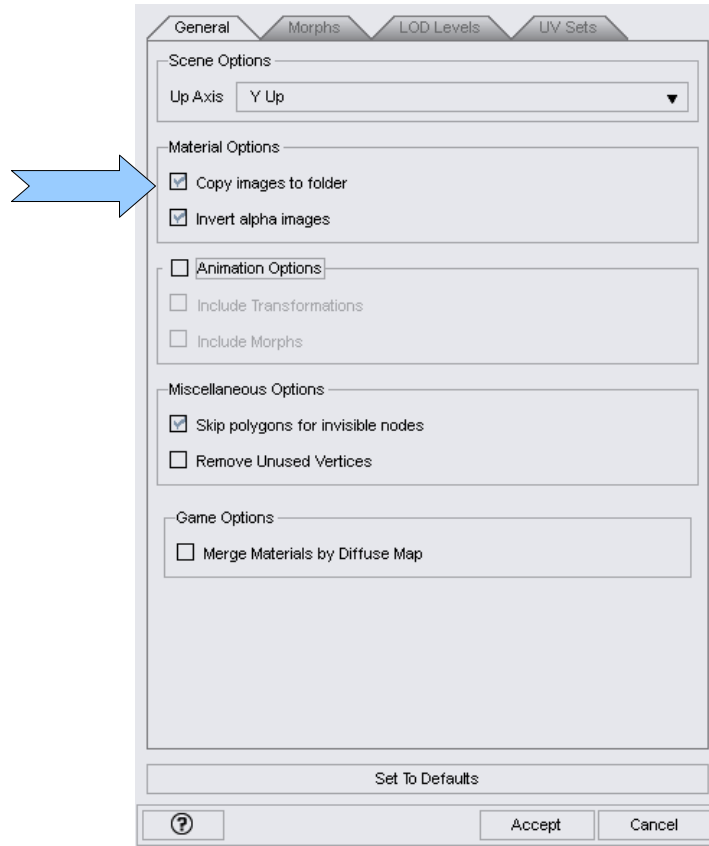 General Morphs LOD Levels UV Sets
Scene Options
Up Axis Y Up
Material Options
Copy images to folder
Invert alpha images
Animation Options
Include Transformations
Include Morphs
Miscellaneous Options
Skip polygons for invisible nodes
Remove Unused Vertices
Game Options
Merge Materials by Diffuse Map
Set To Defaults
? Accept Cancel